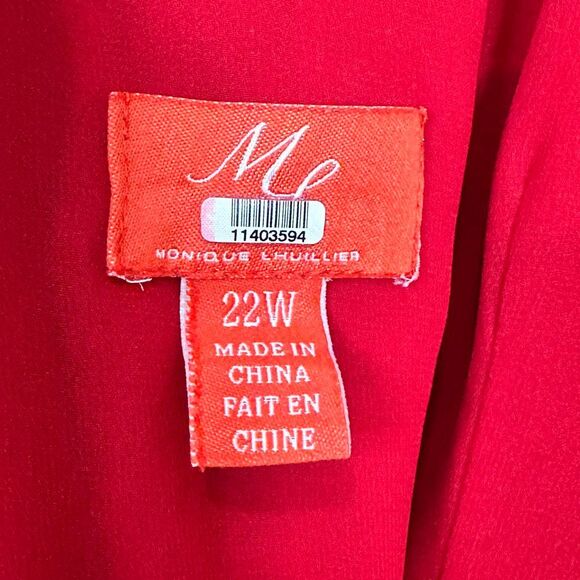 Ml
11403594
MONIQUE LHUILLIER
22W
MADE IN
CHINA
FAIT EN
CHINE